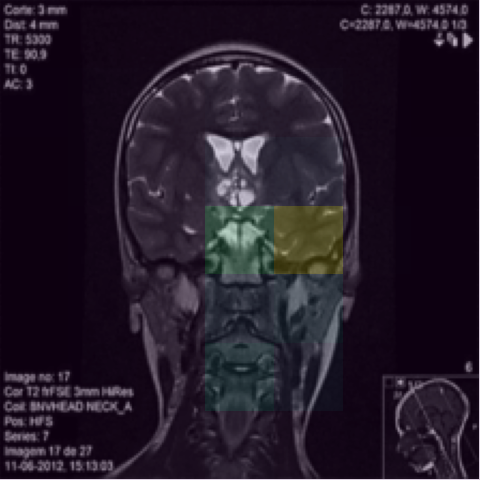 Corte: 3 mm
Dist: 4 mm
TR: 5300
TE: 90,9
TI: 0
AC: 3
C: 2287,0, W: 4574,0
C=2287,0, W=4574,0 1/3
6
Image no: 17
Cor T2 frFSE 3mm HiRes
Coil: 8NVHEAD NECK_A
Pos: HFS
Series: 7
Imagem 17 de 27
11-06-2012, 15:13:03